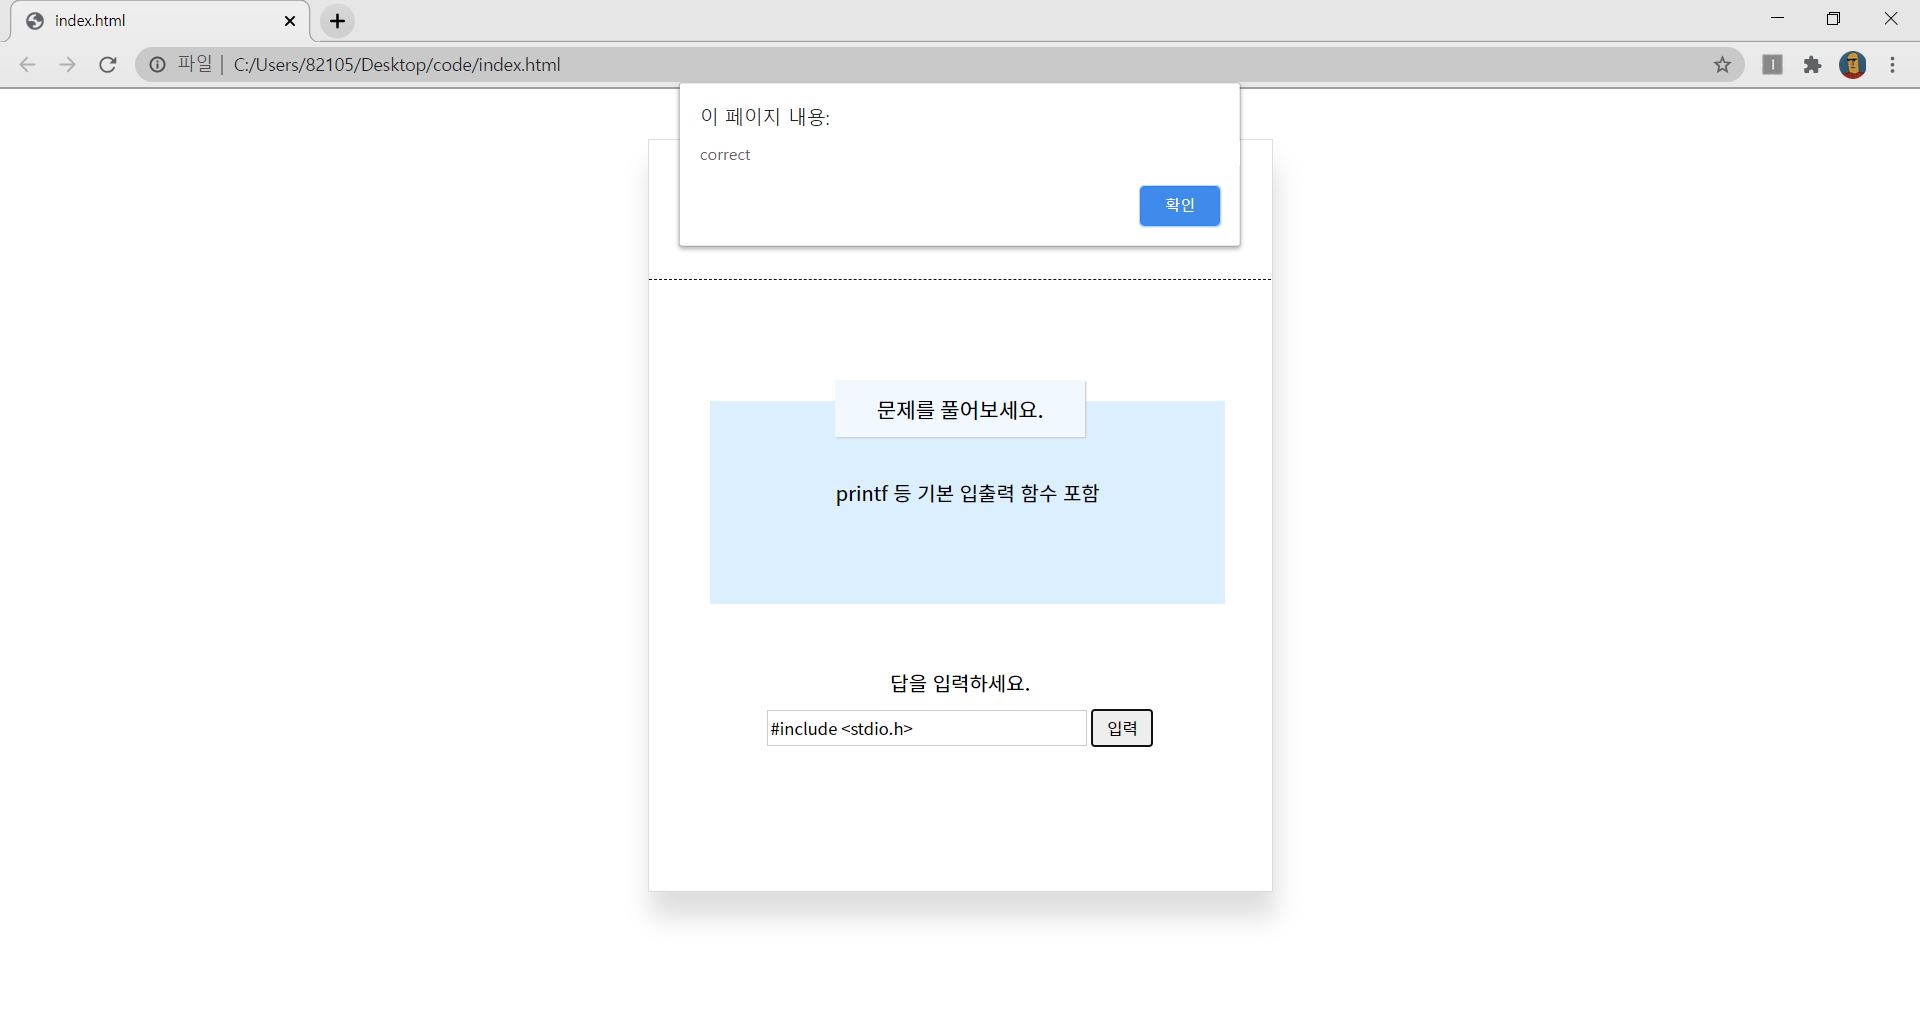 index.html
파일 | C:/Users/82105/Desktop/code/index.html
이 페이지 내용:
correct
확인
문제를 풀어보세요.
printf 등 기본 입출력 함수 포함
답을 입력하세요.
#include <stdio.h>
입력